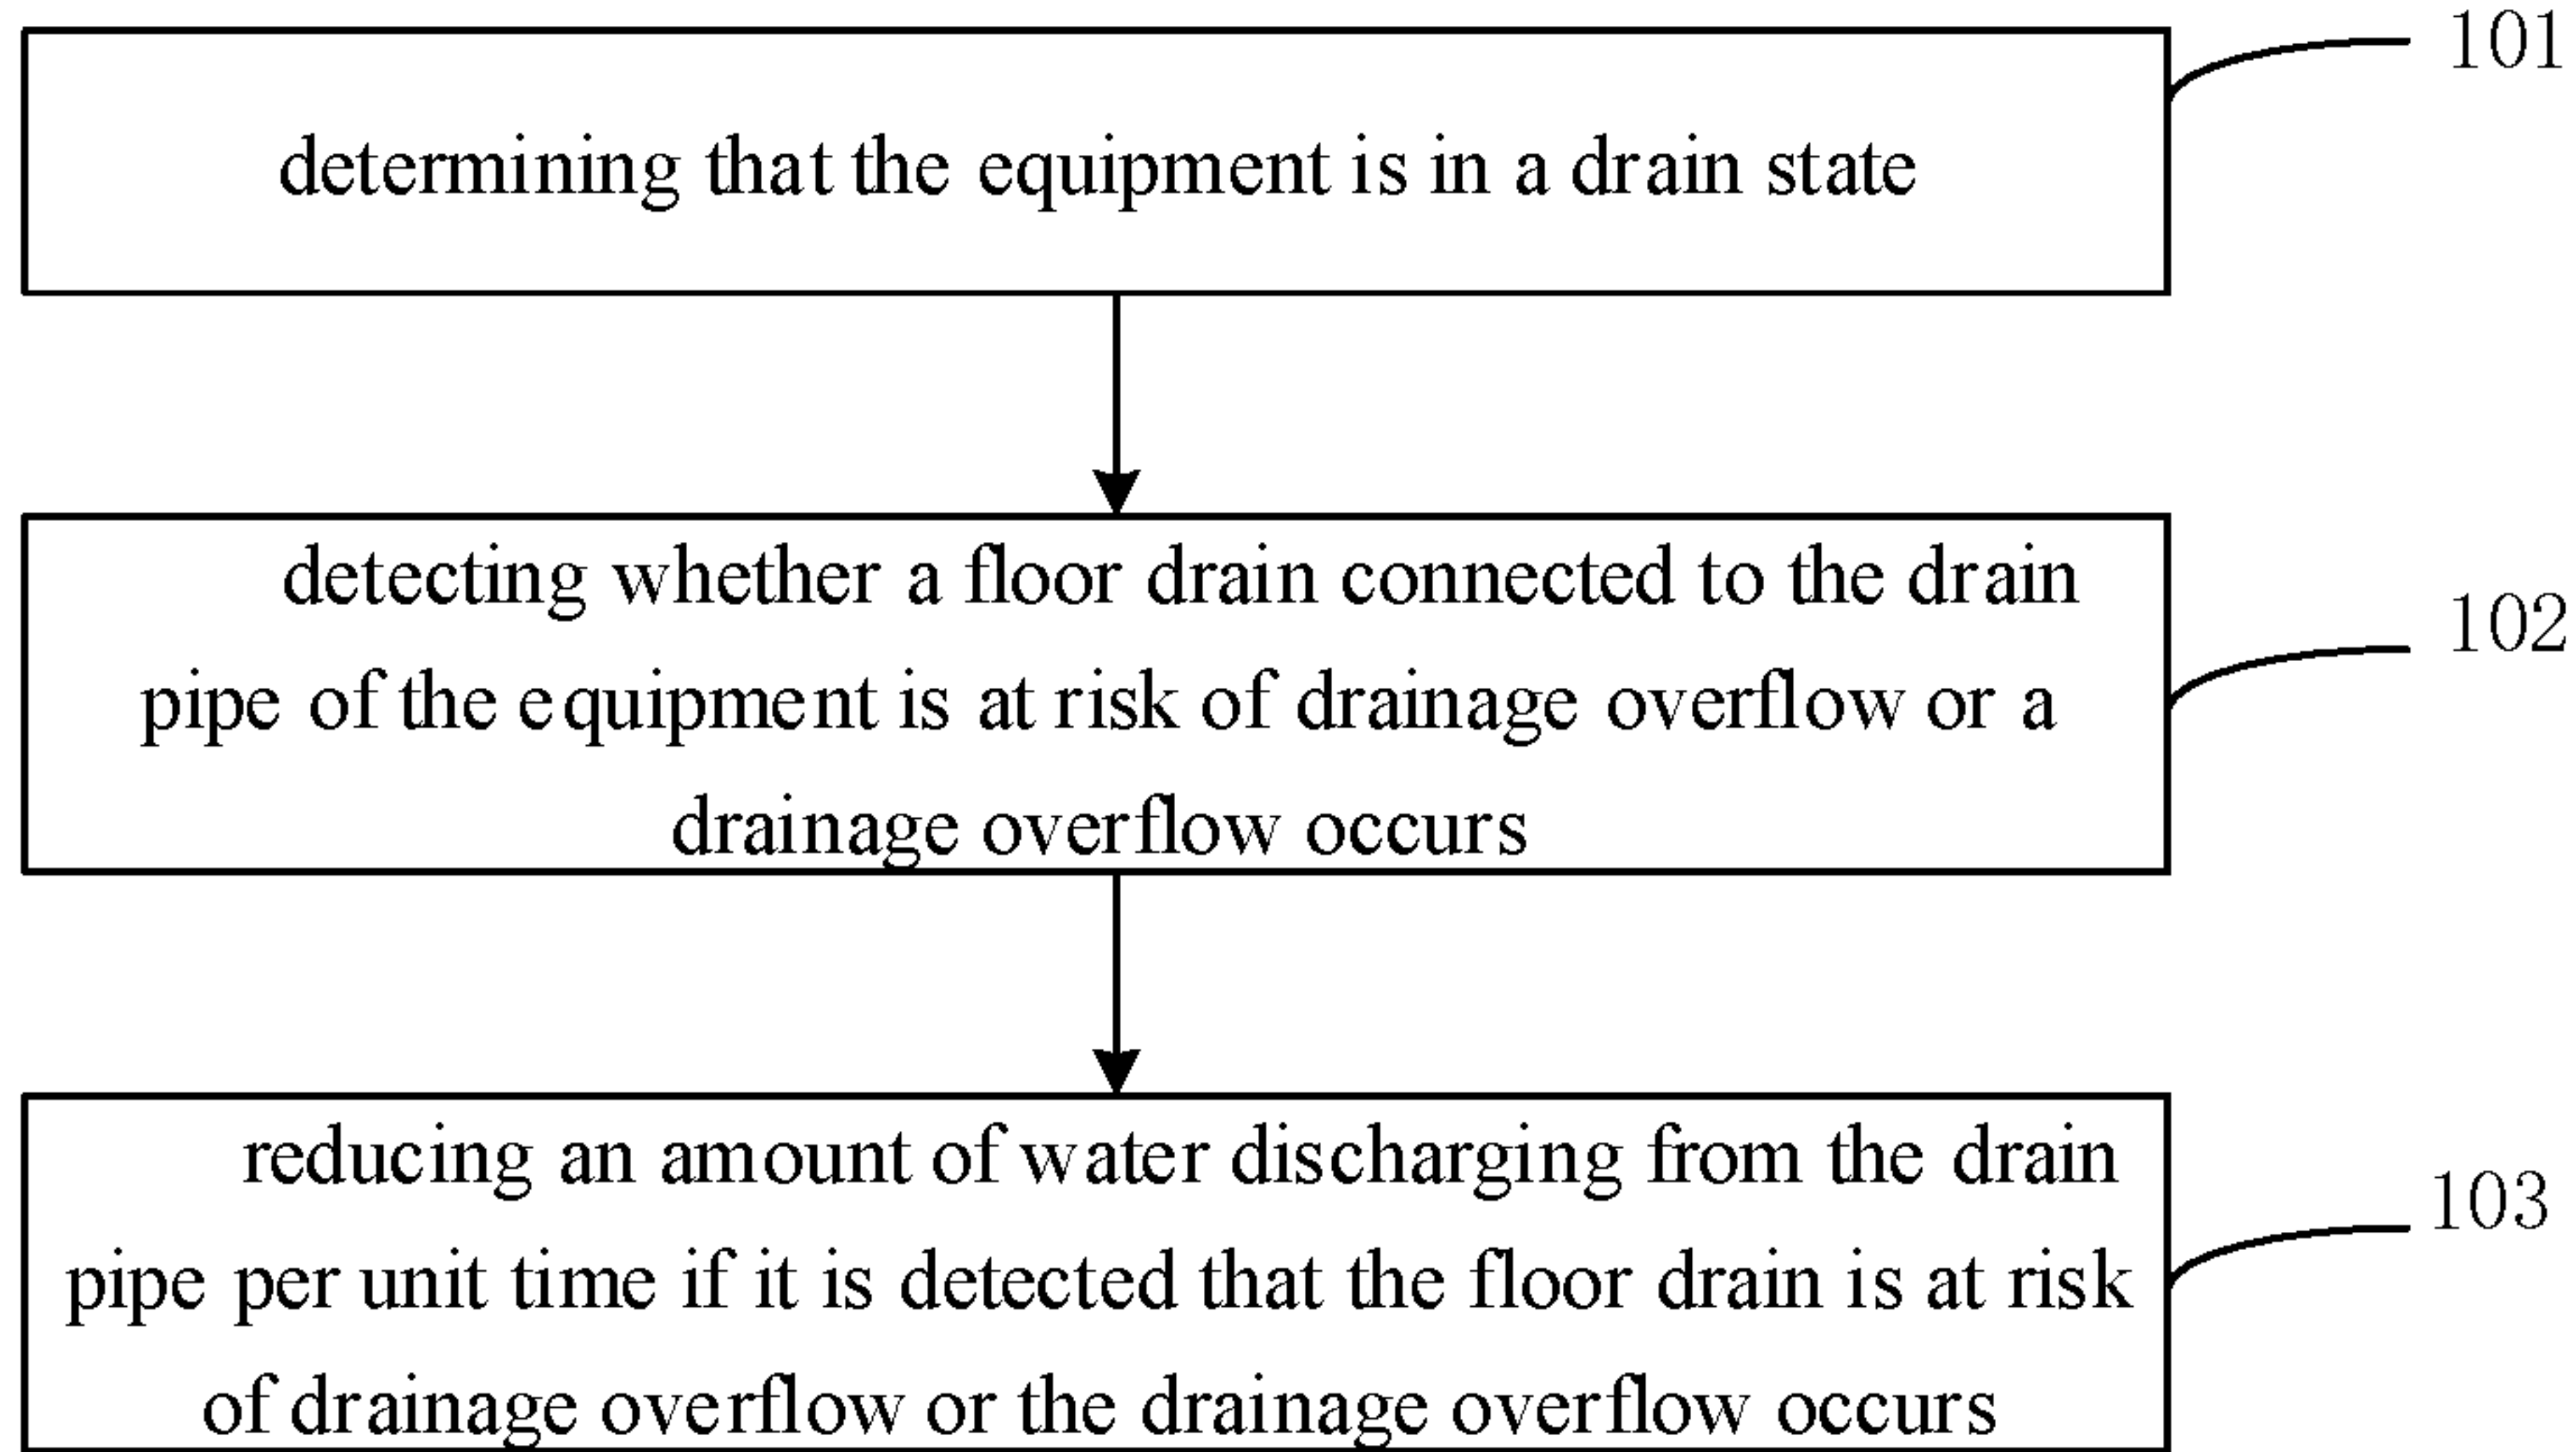 101
determining that the equipment is in a drain state
detecting whether a floor drain connected to the drain
pipe of the equipment is at risk of drainage overflow or a
drainage overflow occurs
102
reducing an amount of water discharging from the drain
pipe per unit time if it is detected that the floor drain is at risk
of drainage overflow or the drainage overflow occurs
103